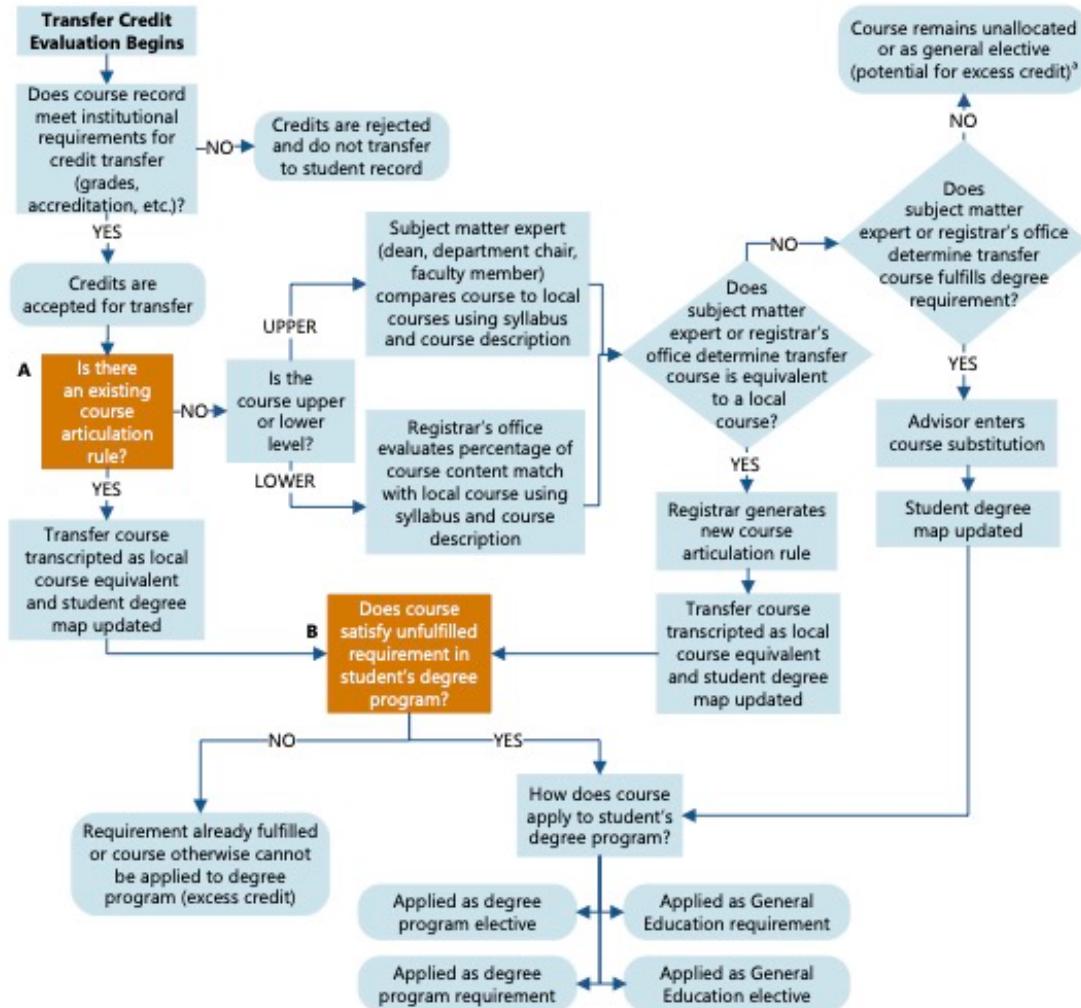 Transfer Credit
Evaluation Begins
Does course record
meet institutional
requirements for
credit transfer
(grades,
accreditation, etc.)?
NO
Credits are rejected
and do not transfer
to student record
YES
Credits are
accepted for transfer
A
Is there
an existing
course
articulation
rule?
NO
Is the
course upper
or lower
level?
UPPER
Subject matter expert
(dean, department chair,
faculty member)
compares course to local
courses using syllabus
and course description
LOWER
Registrar's office
evaluates percentage of
course content match
with local course using
syllabus and course
description
Does
subject matter
expert or registrar's
office determine transfer
course is equivalent
to a local
course?
NO
Does
subject matter
expert or registrar's office
determine transfer
course fulfills degree
requirement?
NO
Course remains unallocated
or as general elective
(potential for excess credit)ᵃ
YES
Advisor enters
course substitution
Student degree
map updated
YES
Registrar generates
new course
articulation rule
Transfer course
transcripted as local
course equivalent
and student degree
map updated
YES
Transfer course
transcripted as local
course equivalent
and student degree
map updated
B
Does course
satisfy unfulfilled
requirement in
student's degree
program?
NO
Requirement already fulfilled
or course otherwise cannot
be applied to degree
program (excess credit)
YES
How does course
apply to student's
degree program?
Applied as degree
program elective
Applied as General
Education requirement
Applied as degree
program requirement
Applied as General
Education elective